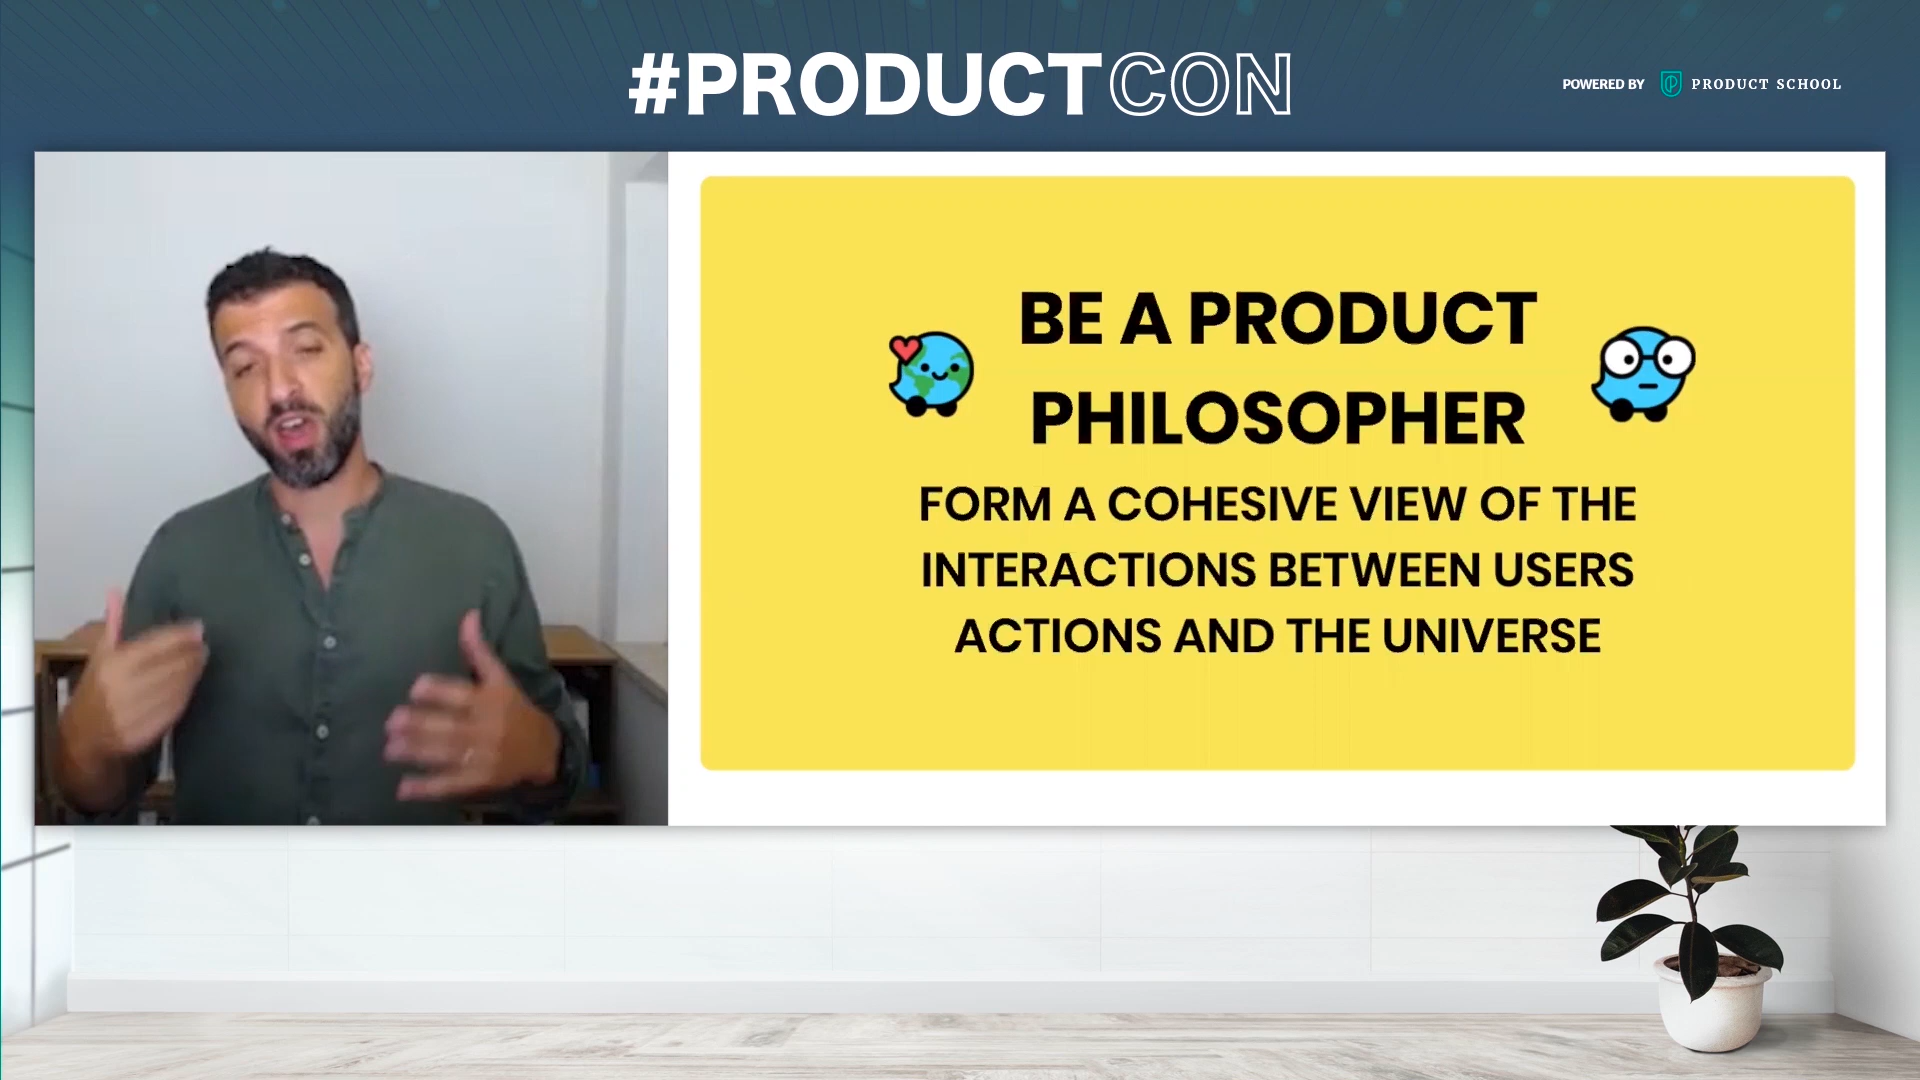 #PRODUCTCON
POWERED BY PRODUCT SCHOOL
BE A PRODUCT
PHILOSOPHER
FORM A COHESIVE VIEW OF THE
INTERACTIONS BETWEEN USERS
ACTIONS AND THE UNIVERSE